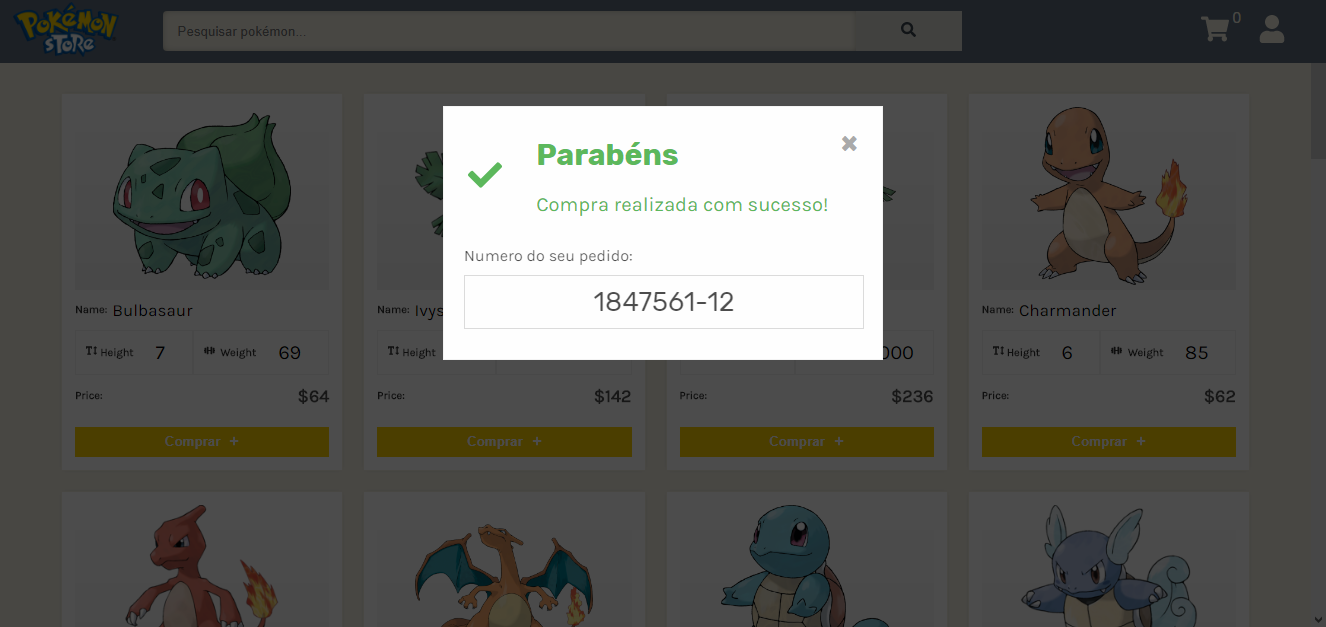 POKéMON
STORe
Pesquisar pokémon...
0
Parabéns
Compra realizada com sucesso!
Numero do seu pedido:
1847561-12
Name: Bulbasaur
Name: Ivys
Name: Charmander
Height 7 Weight 69
Height
000
Height 6 Weight 85
Price: $64
Price: $142
Price: $236
Price: $62
Comprar +
Comprar +
Comprar +
Comprar +